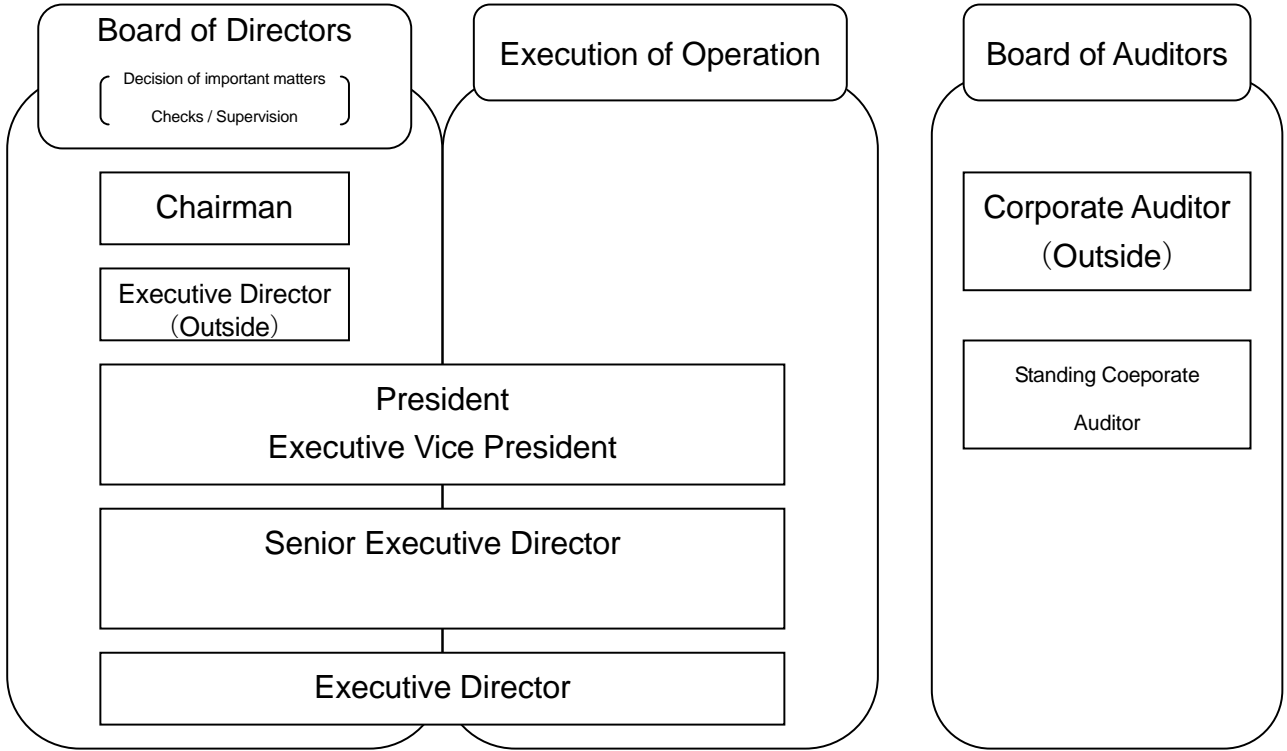 Board of Directors
Decision of important matters
Checks / Supervision
Execution of Operation
Board of Auditors
Chairman
Executive Director
（Outside）
President
Executive Vice President
Senior Executive Director
Executive Director
Corporate Auditor
（Outside）
Standing Coeporate
Auditor